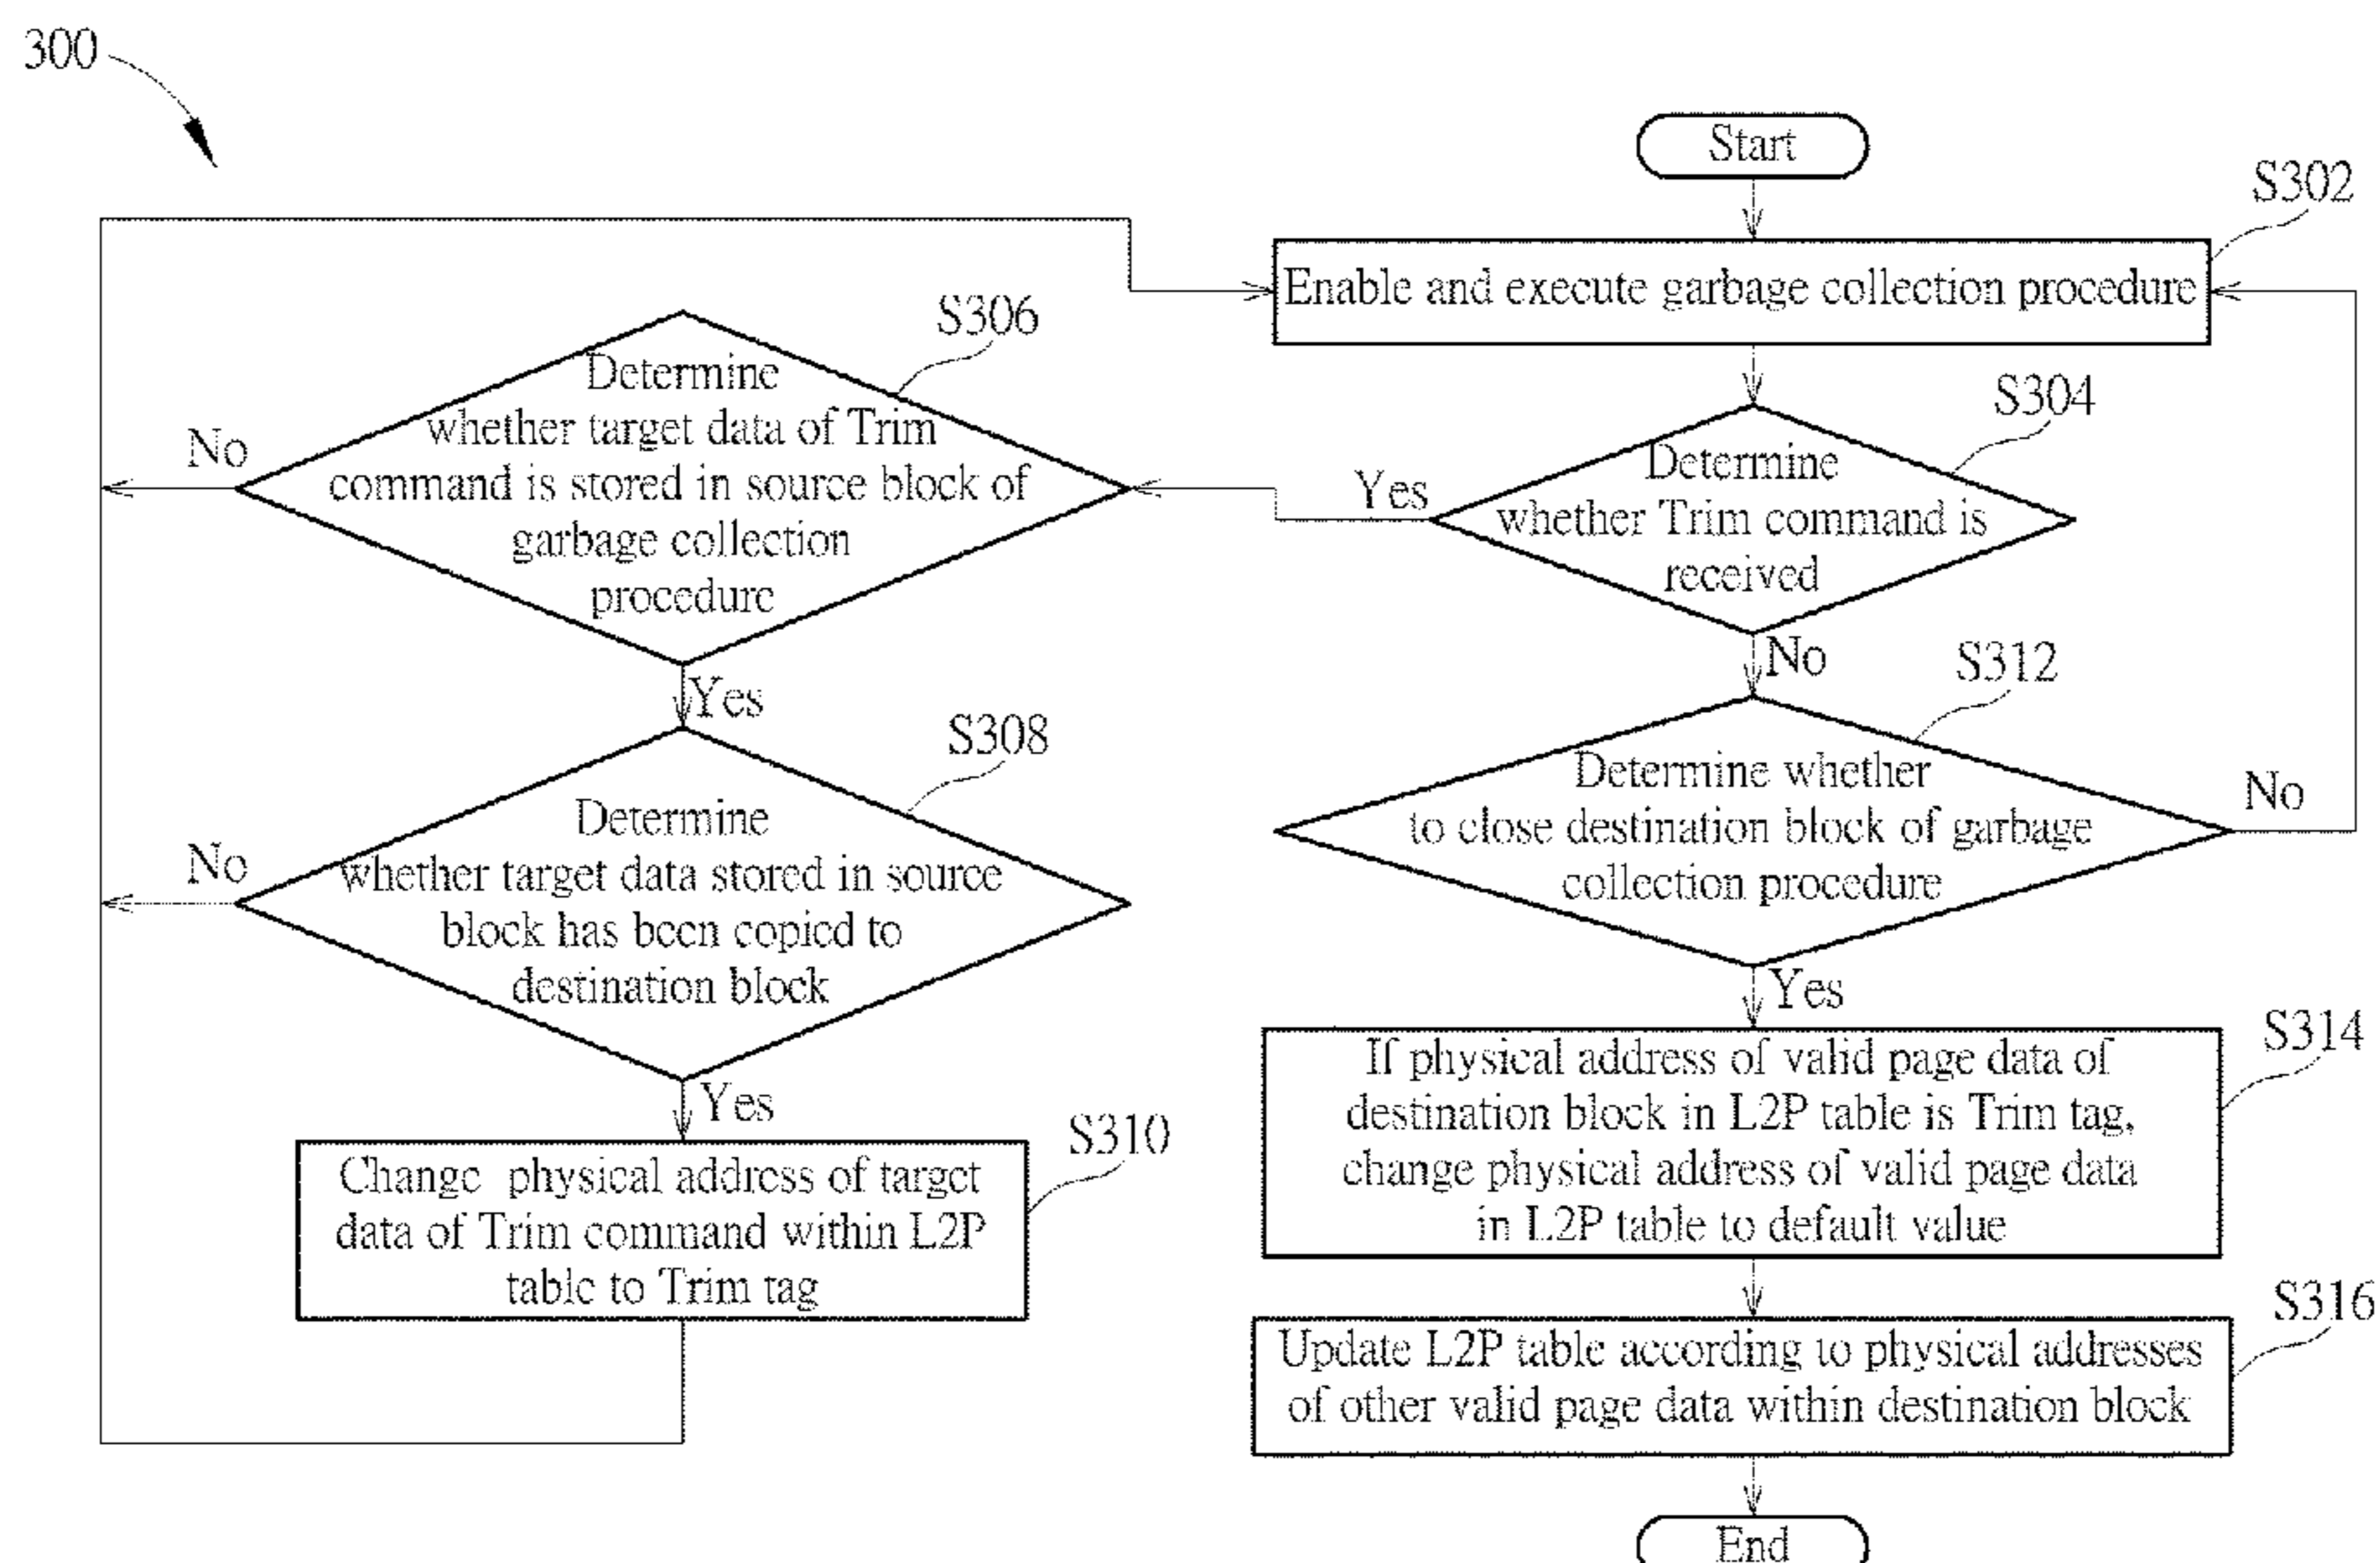 300
Start
S302
Enable and execute garbage collection procedure
S304
Determine
whether Trim command is
received
Yes
No
S306
Determine
whether target data of Trim
command is stored in source block of
garbage collection
procedure
No
Yes
S308
Determine
whether target data stored in source
block has been copied to
destination block
No
Yes
S310
Change physical address of target
data of Trim command within L2P
table to Trim tag
S312
Determine whether
to close destination block of garbage
collection procedure
No
Yes
S314
If physical address of valid page data of
destination block in L2P table is Trim tag,
change physical address of valid page data
in L2P table to default value
S316
Update L2P table according to physical addresses
of other valid page data within destination block
End